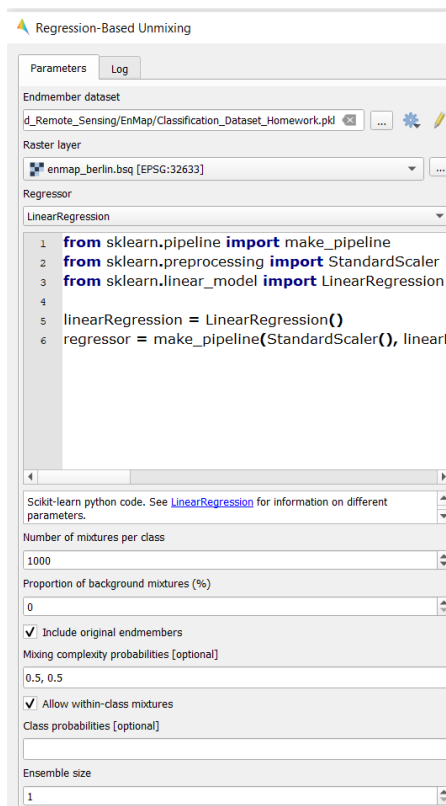 Regression-Based Unmixing
Parameters Log
Endmember dataset
d_Remote_Sensing/EnMap/Classification_Dataset_Homework.pkl ...
Raster layer
enmap_berlin.bsq [EPSG:32633] ...
Regressor
LinearRegression
1 from sklearn.pipeline import make_pipeline
2 from sklearn.preprocessing import StandardScaler
3 from sklearn.linear_model import LinearRegression
4
5 linearRegression = LinearRegression()
6 regressor = make_pipeline(StandardScaler(), linear
Scikit-learn python code. See LinearRegression for information on different
parameters.
Number of mixtures per class
1000
Proportion of background mixtures (%)
0
Include original endmembers
Mixing complexity probabilities [optional]
0.5, 0.5
Allow within-class mixtures
Class probabilities [optional]
Ensemble size
1